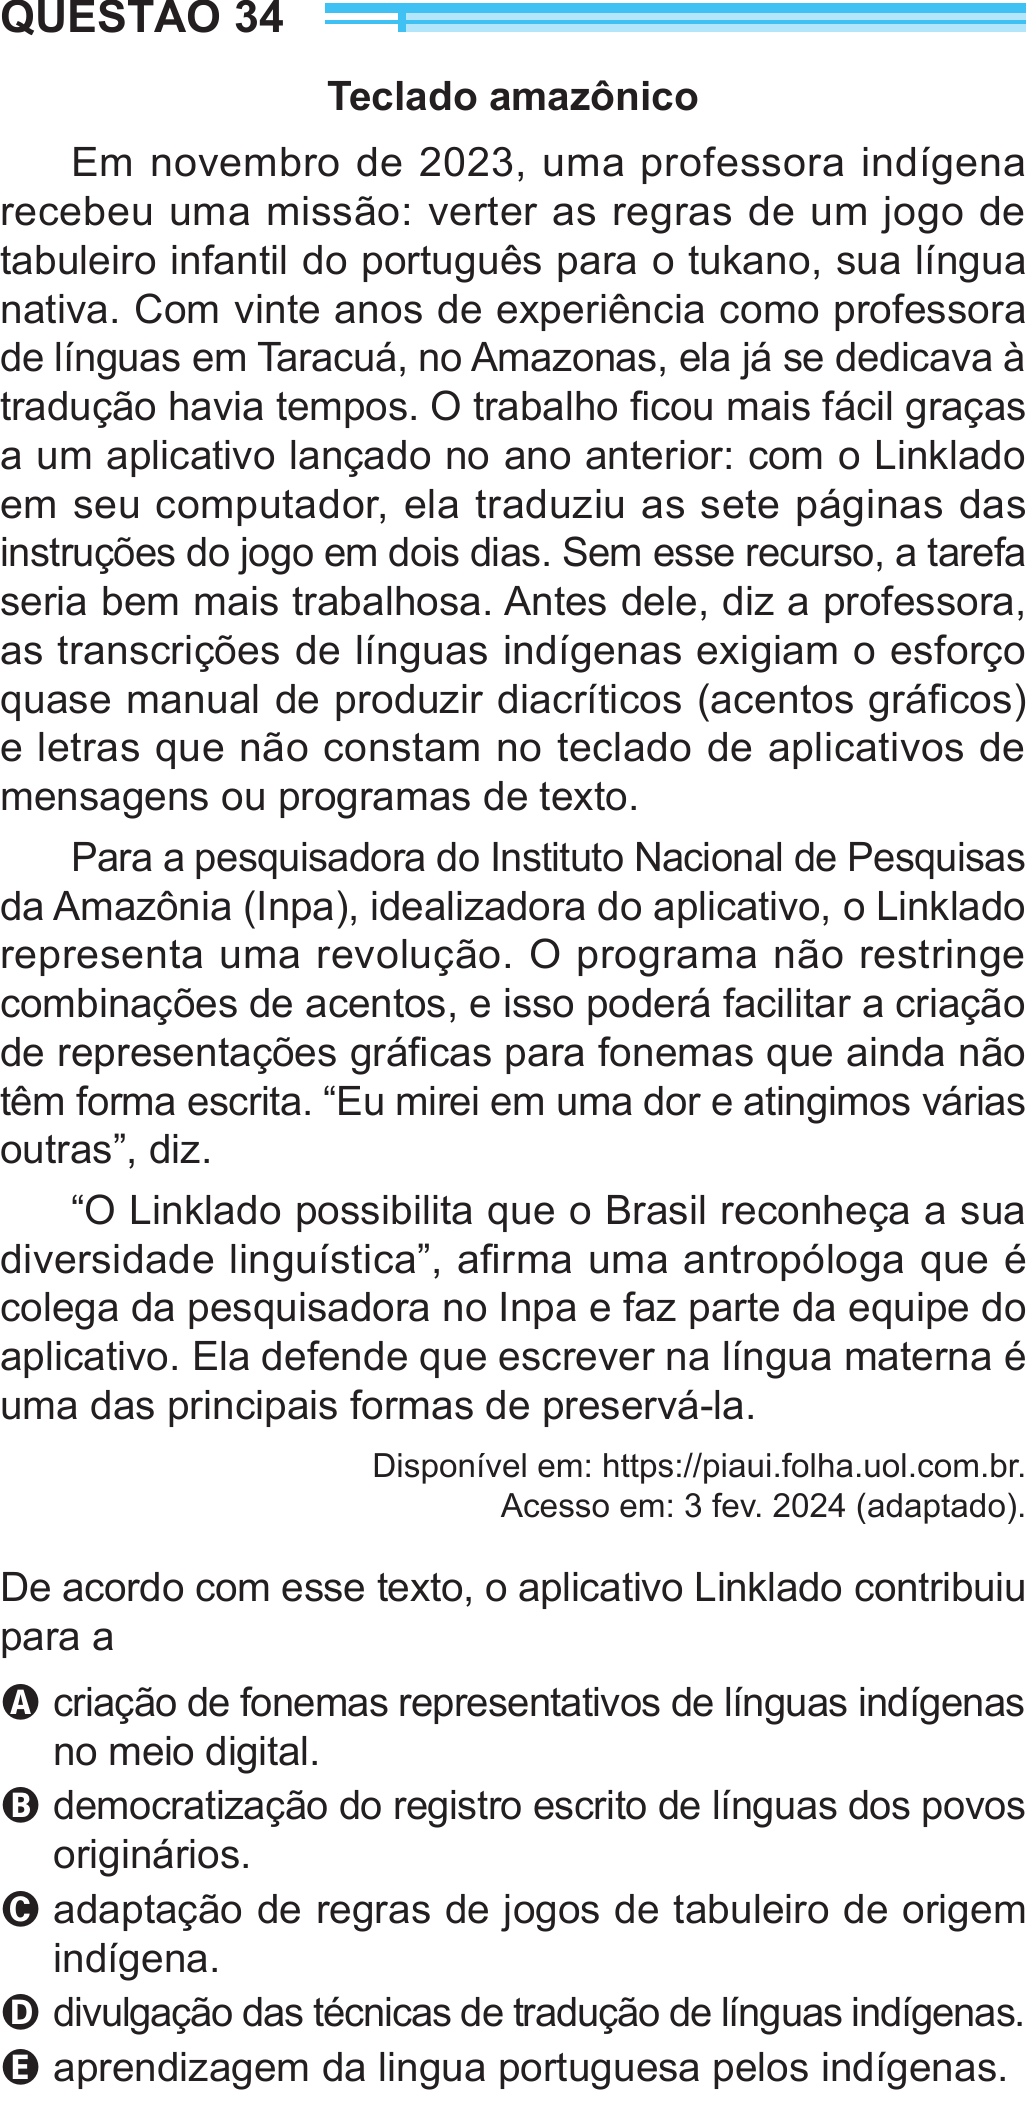 QUESTÃO 34
Teclado amazônico
Em novembro de 2023, uma professora indígena
recebeu uma missão: verter as regras de um jogo de
tabuleiro infantil do português para o tukano, sua língua
nativa. Com vinte anos de experiência como professora
de línguas em Taracuá, no Amazonas, ela já se dedicava à
tradução havia tempos. O trabalho ficou mais fácil graças
a um aplicativo lançado no ano anterior: com o Linklado
em seu computador, ela traduziu as sete páginas das
instruções do jogo em dois dias. Sem esse recurso, a tarefa
seria bem mais trabalhosa. Antes dele, diz a professora,
as transcrições de línguas indígenas exigiam o esforço
quase manual de produzir diacríticos (acentos gráficos)
e letras que não constam no teclado de aplicativos de
mensagens ou programas de texto.
Para a pesquisadora do Instituto Nacional de Pesquisas
da Amazônia (Inpa), idealizadora do aplicativo, o Linklado
representa uma revolução. O programa não restringe
combinações de acentos, e isso poderá facilitar a criação
de representações gráficas para fonemas que ainda não
têm forma escrita. “Eu mirei em uma dor e atingimos várias
outras”, diz.
“O Linklado possibilita que o Brasil reconheça a sua
diversidade linguística”, afirma uma antropóloga que é
colega da pesquisadora no Inpa e faz parte da equipe do
aplicativo. Ela defende que escrever na língua materna é
uma das principais formas de preservá-la.
Disponível em: https://piaui.folha.uol.com.br.
Acesso em: 3 fev. 2024 (adaptado).
De acordo com esse texto, o aplicativo Linklado contribuiu
para a
A criação de fonemas representativos de línguas indígenas
no meio digital.
B democratização do registro escrito de línguas dos povos
originários.
C adaptação de regras de jogos de tabuleiro de origem
indígena.
D divulgação das técnicas de tradução de línguas indígenas.
E aprendizagem da lingua portuguesa pelos indígenas.